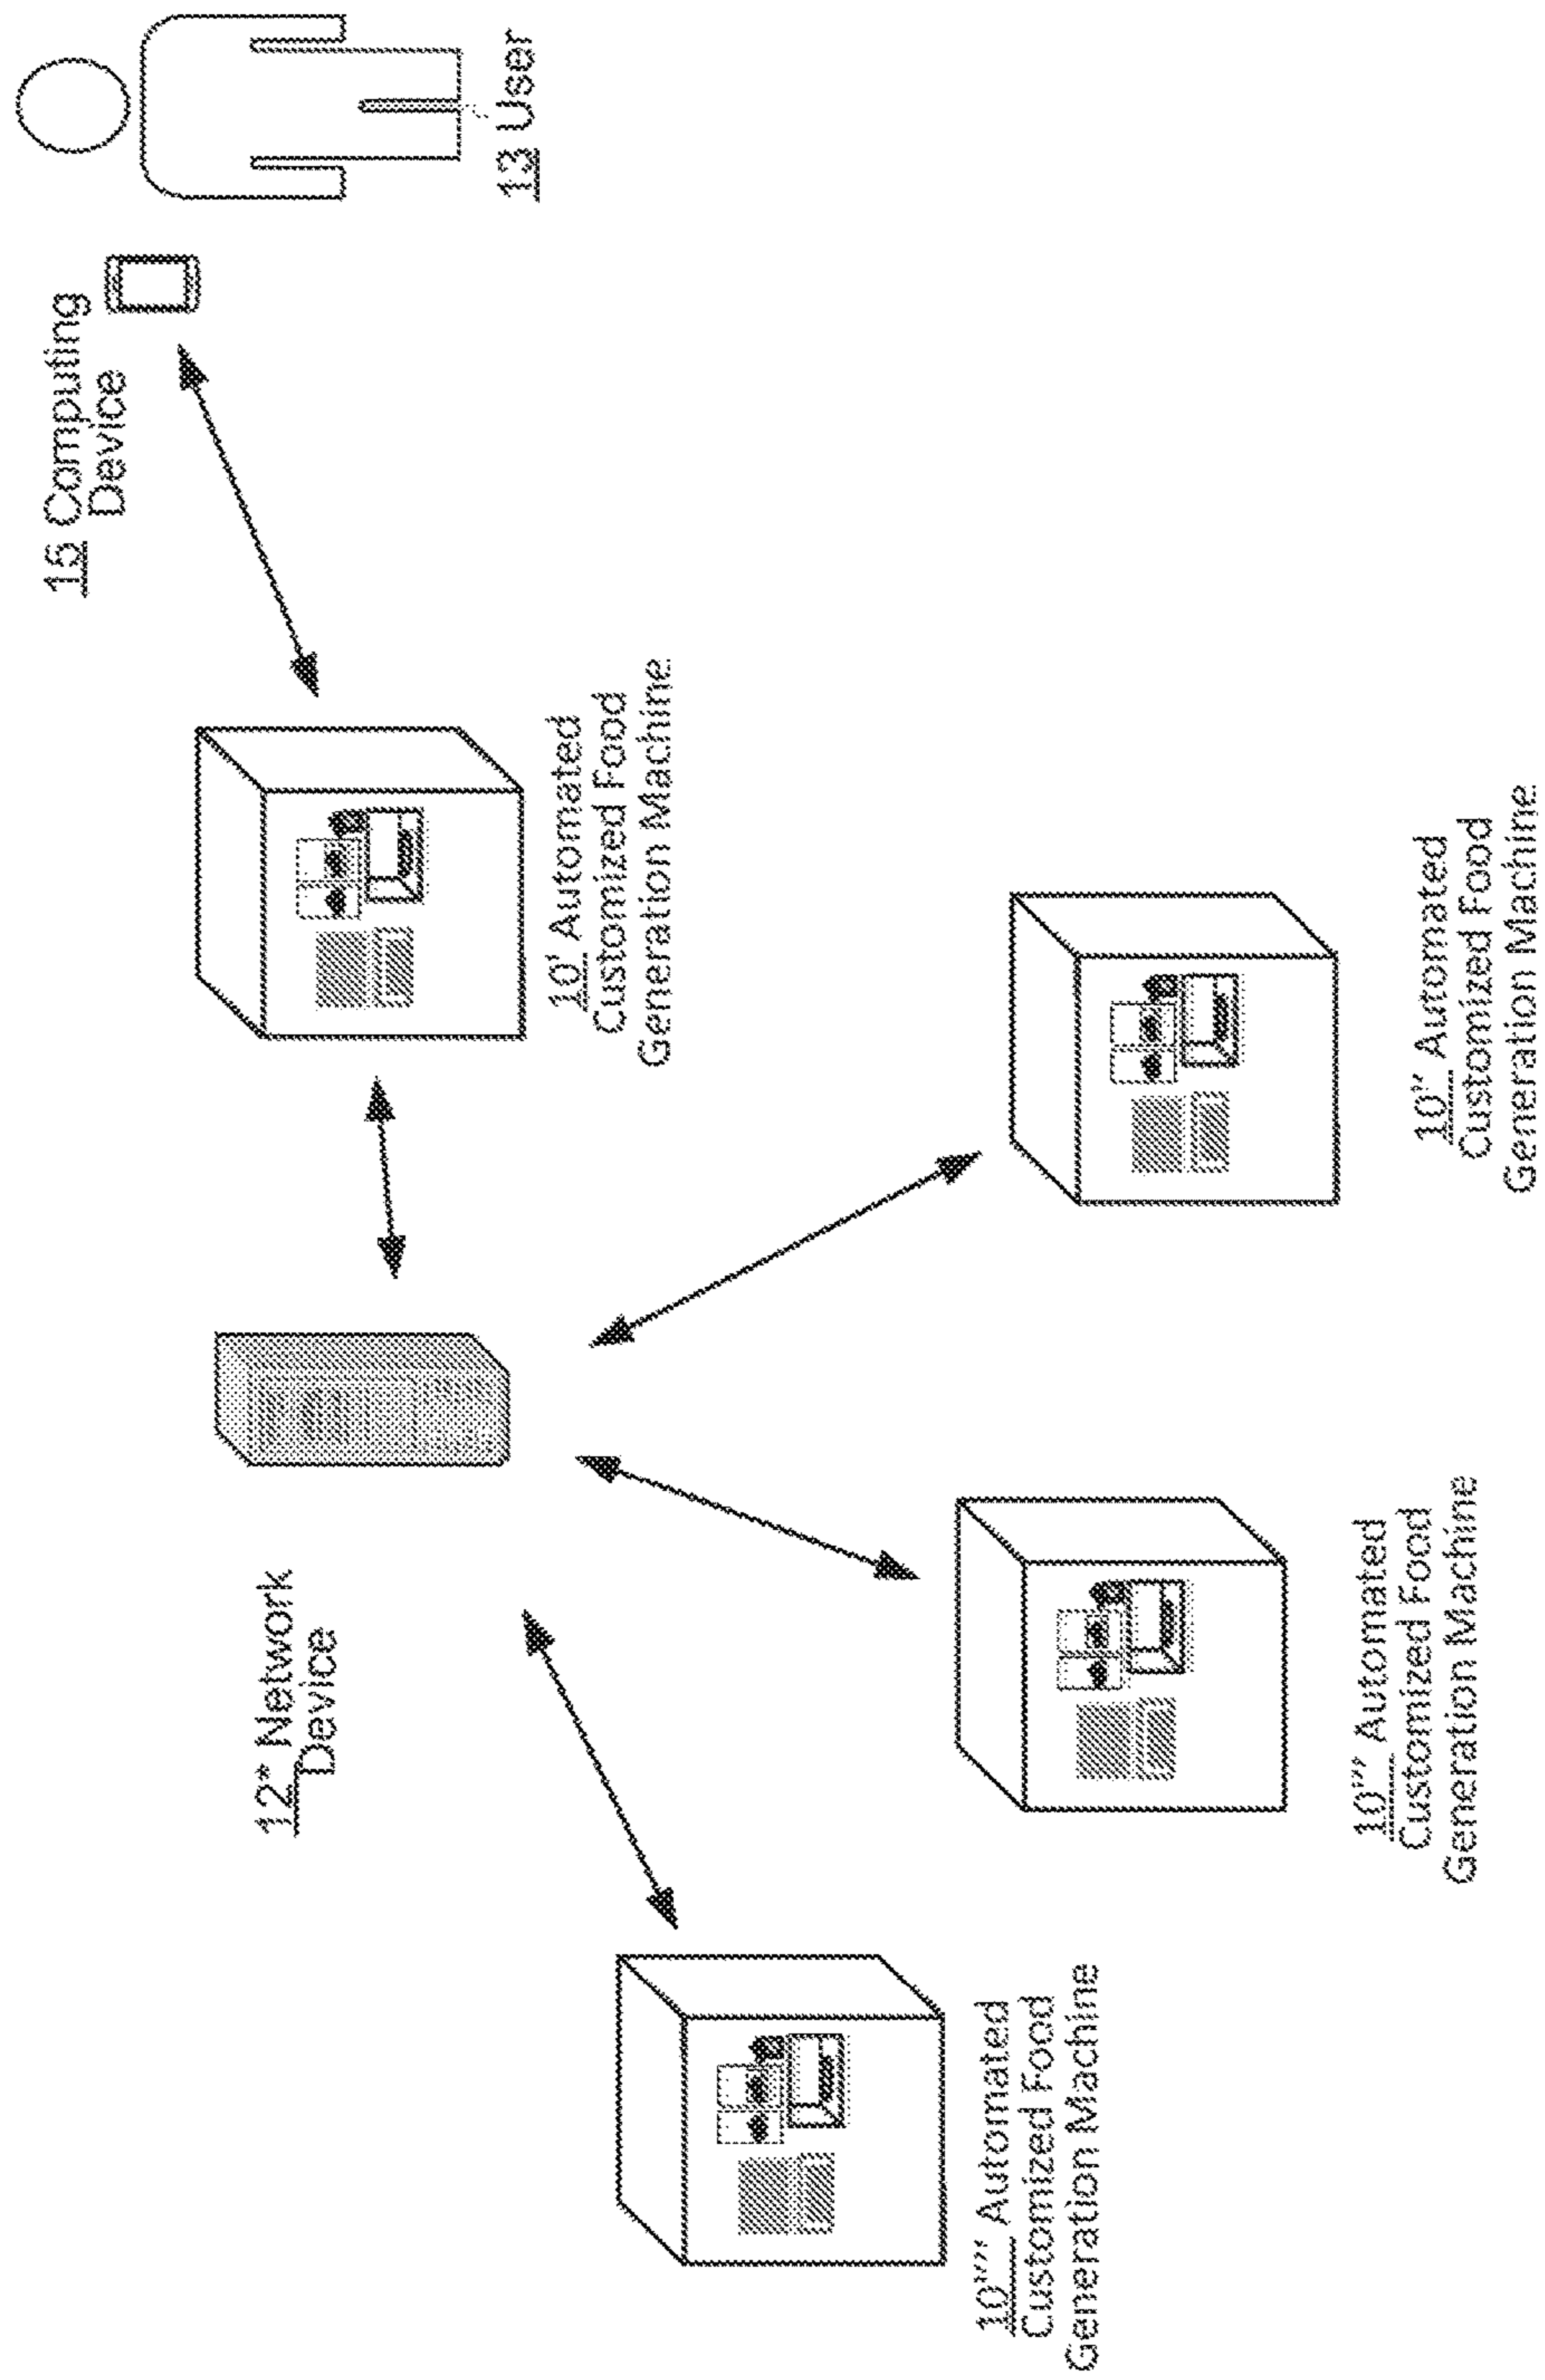 15 Computing
Device
12* Network
Device
13 User
10' Automated
Customized Food
Generation Machine
10'''' Automated
Customized Food
Generation Machine
10''' Automated
Customized Food
Generation Machine
10'' Automated
Customized Food
Generation Machine